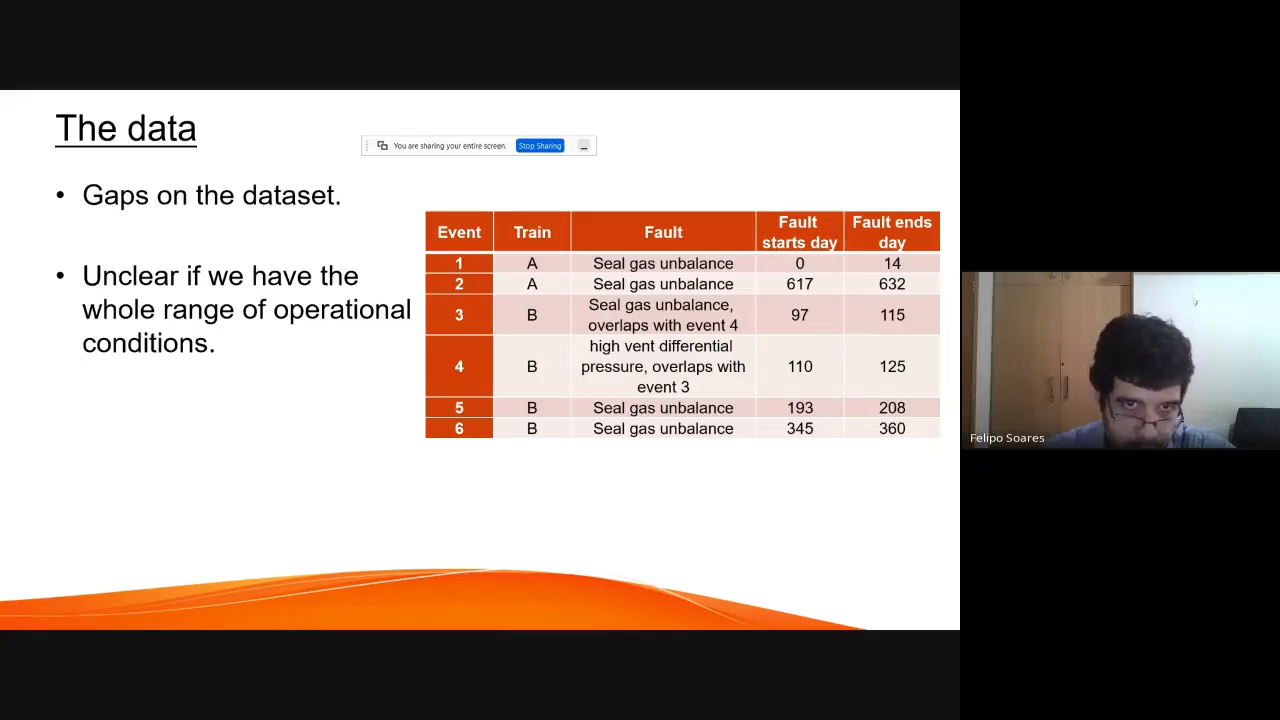 The data
You are sharing your entire screen. Stop Sharing
• Gaps on the dataset.
• Unclear if we have the
whole range of operational
conditions.
Event Train Fault Fault starts day Fault ends day
1 A Seal gas unbalance 0 14
2 A Seal gas unbalance 617 632
3 B Seal gas unbalance, overlaps with event 4 97 115
4 B high vent differential pressure, overlaps with event 3 110 125
5 B Seal gas unbalance 193 208
6 B Seal gas unbalance 345 360
Felipo Soares